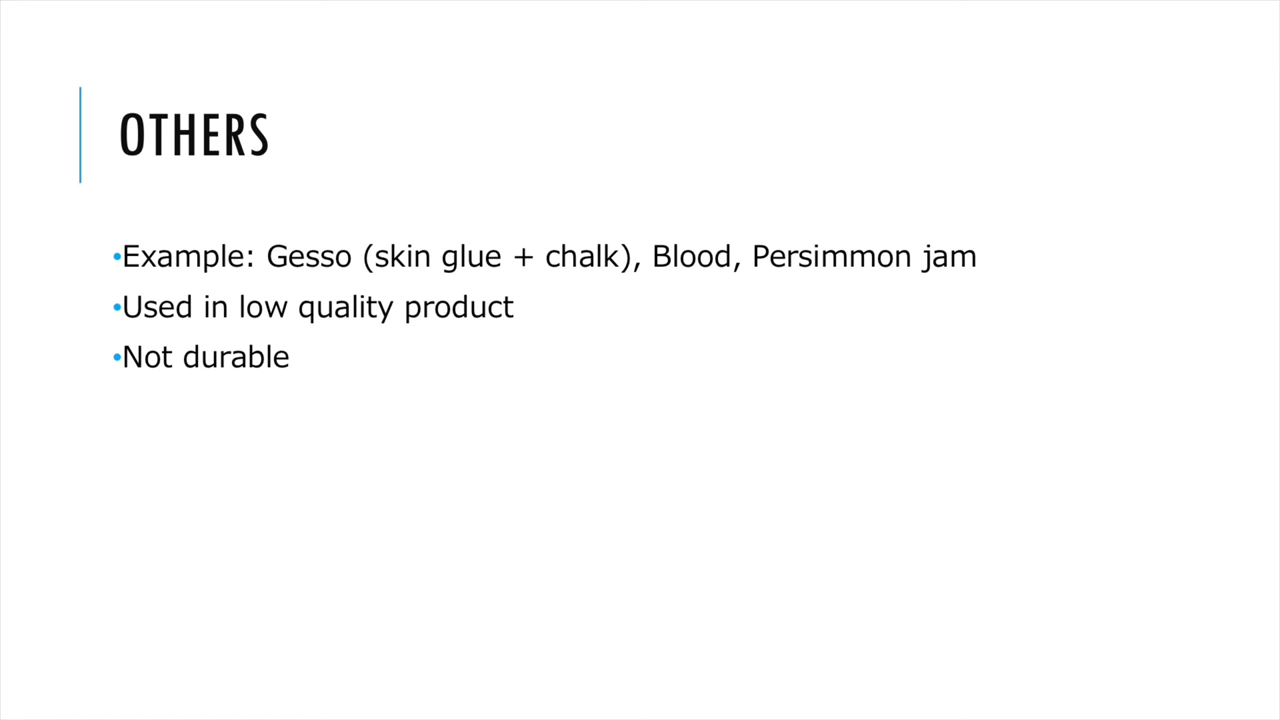 OTHERS
•Example: Gesso (skin glue + chalk), Blood, Persimmon jam
•Used in low quality product
•Not durable